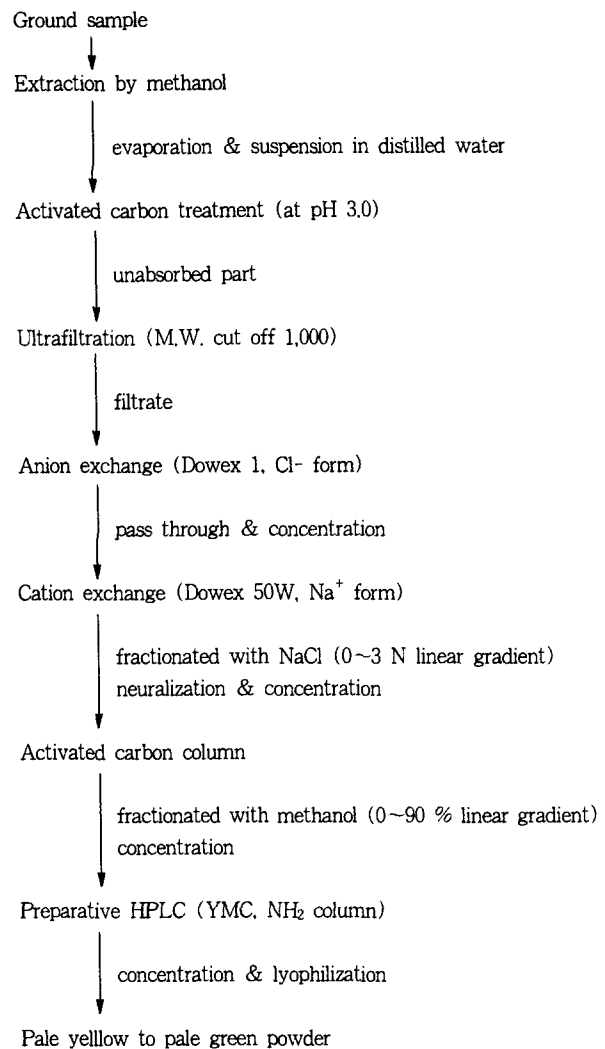 Ground sample
Extraction by methanol
evaporation & suspension in distilled water
Activated carbon treatment (at pH 3.0)
unabsorbed part
Ultrafiltration (M.W. cut off 1,000)
filtrate
Anion exchange (Dowex 1, Cl- form)
pass through & concentration
Cation exchange (Dowex 50W, Na⁺ form)
fractionated with NaCl (0~3 N linear gradient)
neuralization & concentration
Activated carbon column
fractionated with methanol (0~90 % linear gradient)
concentration
Preparative HPLC (YMC, NH₂ column)
concentration & lyophilization
Pale yelllow to pale green powder